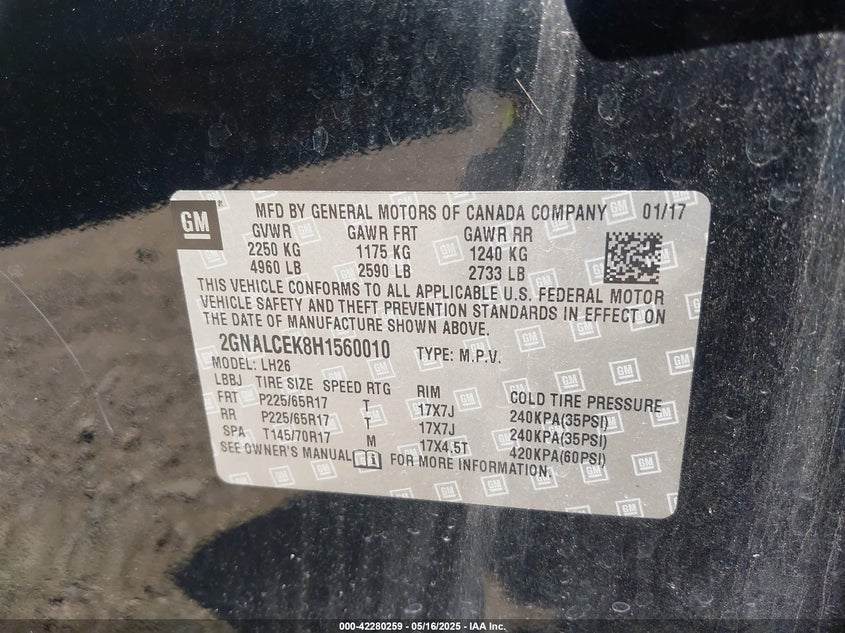 GM
MFD BY GENERAL MOTORS OF CANADA COMPANY 01/17
GVWR GAWR FRT GAWR RR
2250 KG 1175 KG 1240 KG
4960 LB 2590 LB 2733 LB
THIS VEHICLE CONFORMS TO ALL APPLICABLE U.S. FEDERAL MOTOR
VEHICLE SAFETY AND THEFT PREVENTION STANDARDS IN EFFECT ON
THE DATE OF MANUFACTURE SHOWN ABOVE.
2GNALCEK8H1560010 TYPE: M.P.V.
MODEL: LH26
LBBJ TIRE SIZE SPEED RTG RIM COLD TIRE PRESSURE
FRT P225/65R17 T 17X7J 240KPA(35PSI)
RR P225/65R17 T 17X7J 240KPA(35PSI)
SPA T145/70R17 M 17X4,5T 420KPA(60PSI)
SEE OWNER'S MANUAL i FOR MORE INFORMATION.
000-42280259 - 05/16/2025 - IAA Inc.